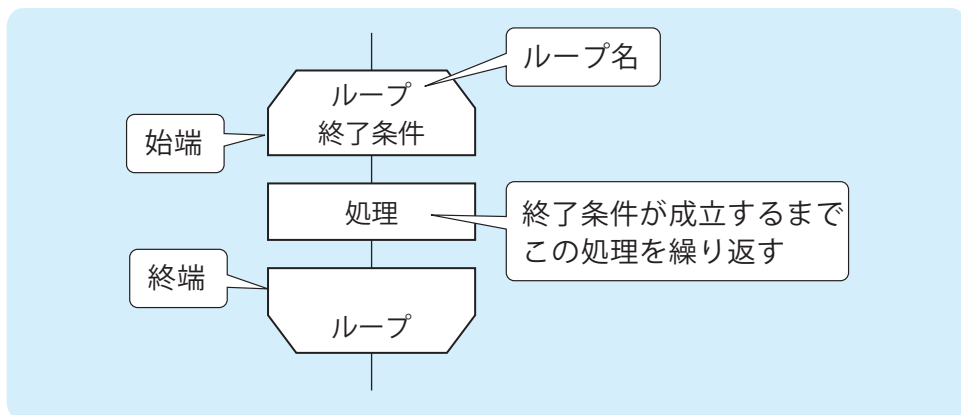 ループ名
ループ
終了条件
始端
処理
終了条件が成立するまで
この処理を繰り返す
終端
ループ